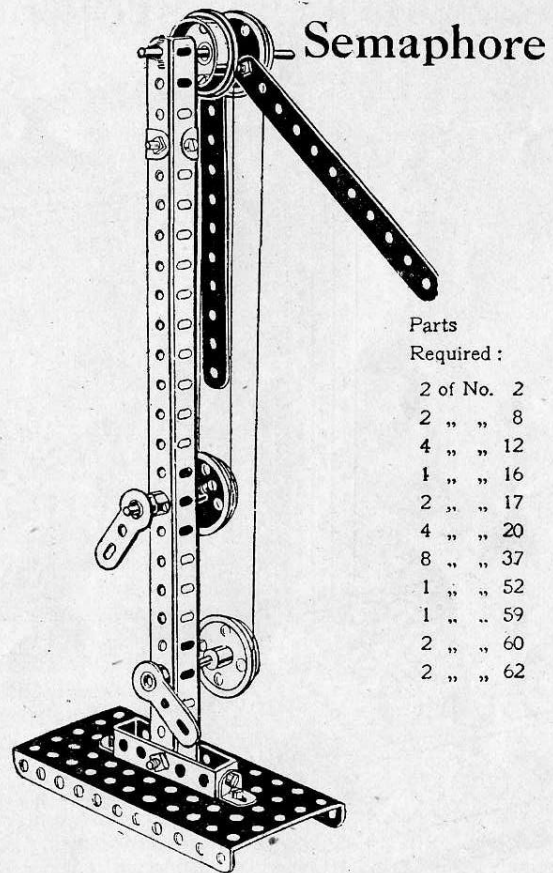 Semaphore
Parts
Required :
2 of No. 2
2 „ „ 8
4 „ „ 12
1 „ „ 16
2 „ „ 17
4 „ „ 20
8 „ „ 37
1 „ „ 52
1 „ „ 59
2 „ „ 60
2 „ „ 62